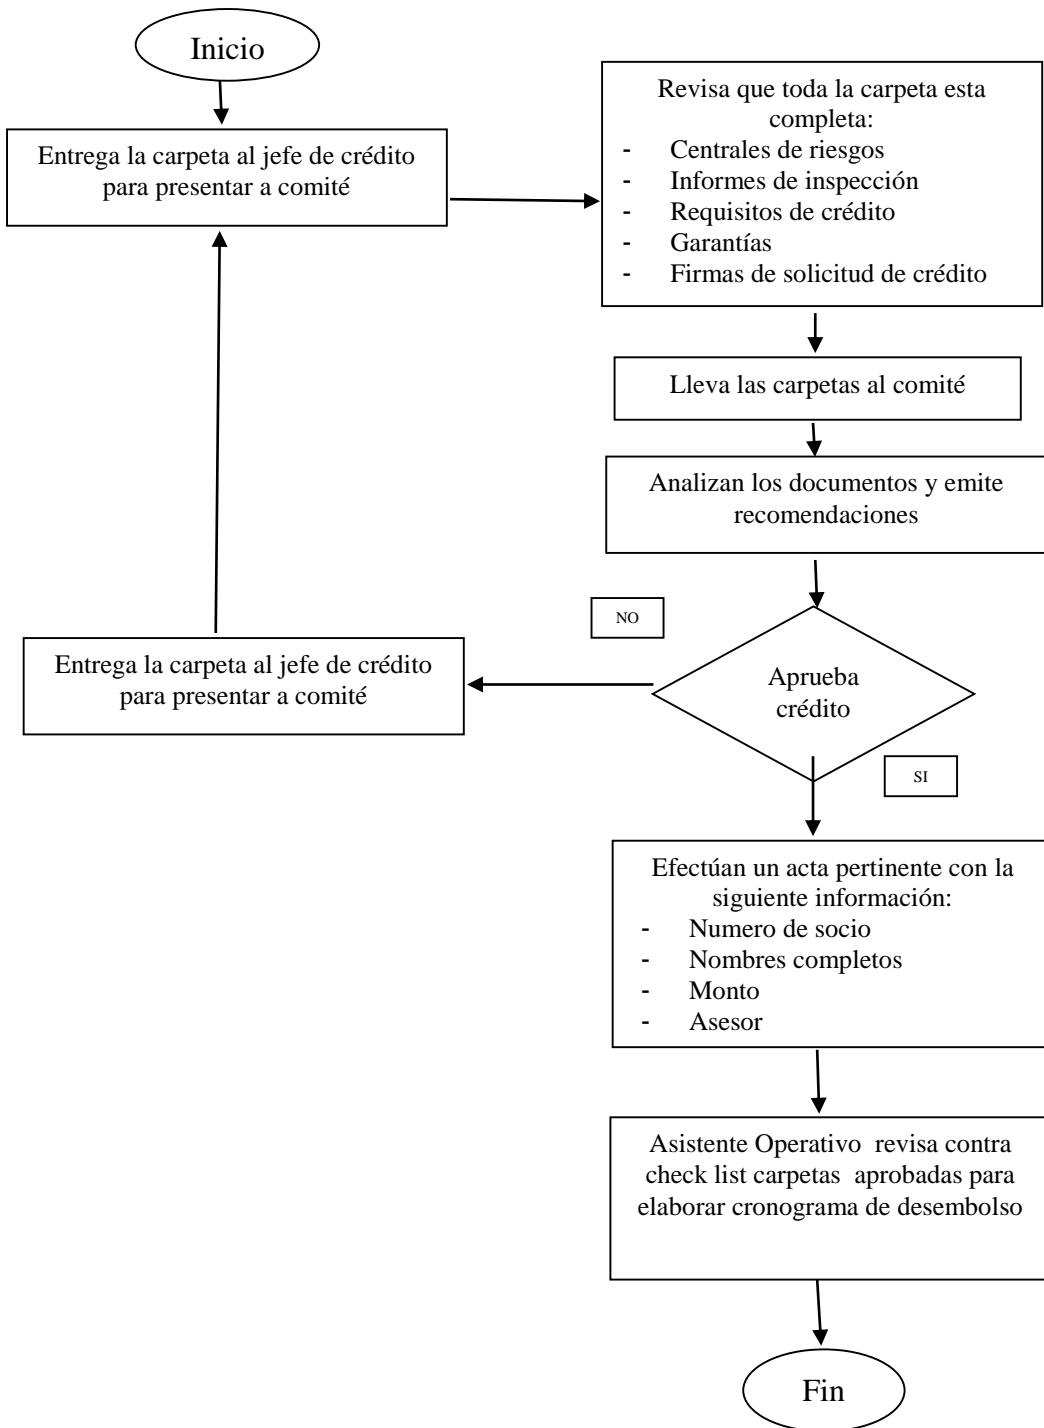 Inicio
Entrega la carpeta al jefe de crédito
para presentar a comité
Revisa que toda la carpeta esta
completa:
- Centrales de riesgos
- Informes de inspección
- Requisitos de crédito
- Garantías
- Firmas de solicitud de crédito
Lleva las carpetas al comité
Analizan los documentos y emite
recomendaciones
NO
Entrega la carpeta al jefe de crédito
para presentar a comité
Aprueba
crédito
SI
Efectúan un acta pertinente con la
siguiente información:
- Numero de socio
- Nombres completos
- Monto
- Asesor
Asistente Operativo  revisa contra
check list carpetas  aprobadas para
elaborar cronograma de desembolso
Fin